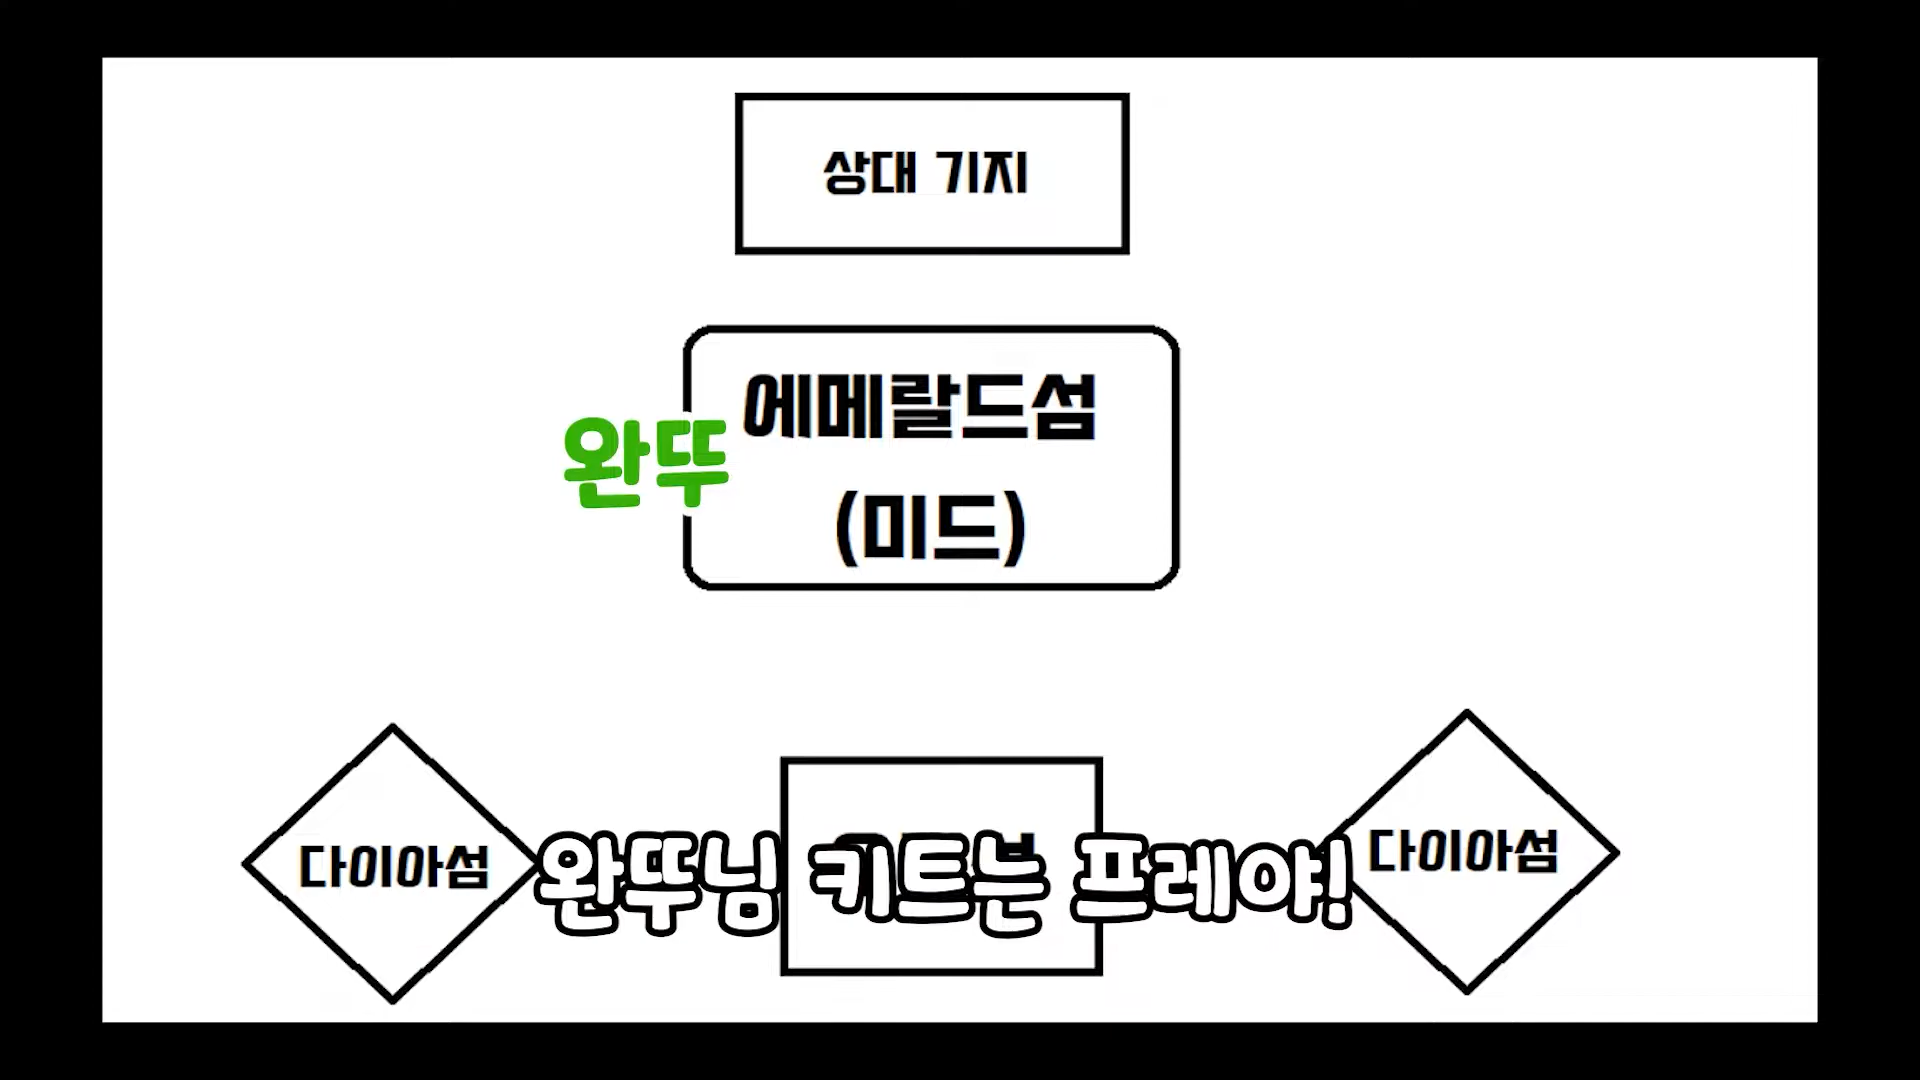 상대 기지
에메랄드섬
(미드)
완뚜
다이아섬
다이아섬
완뚜님 키트는 프레야!